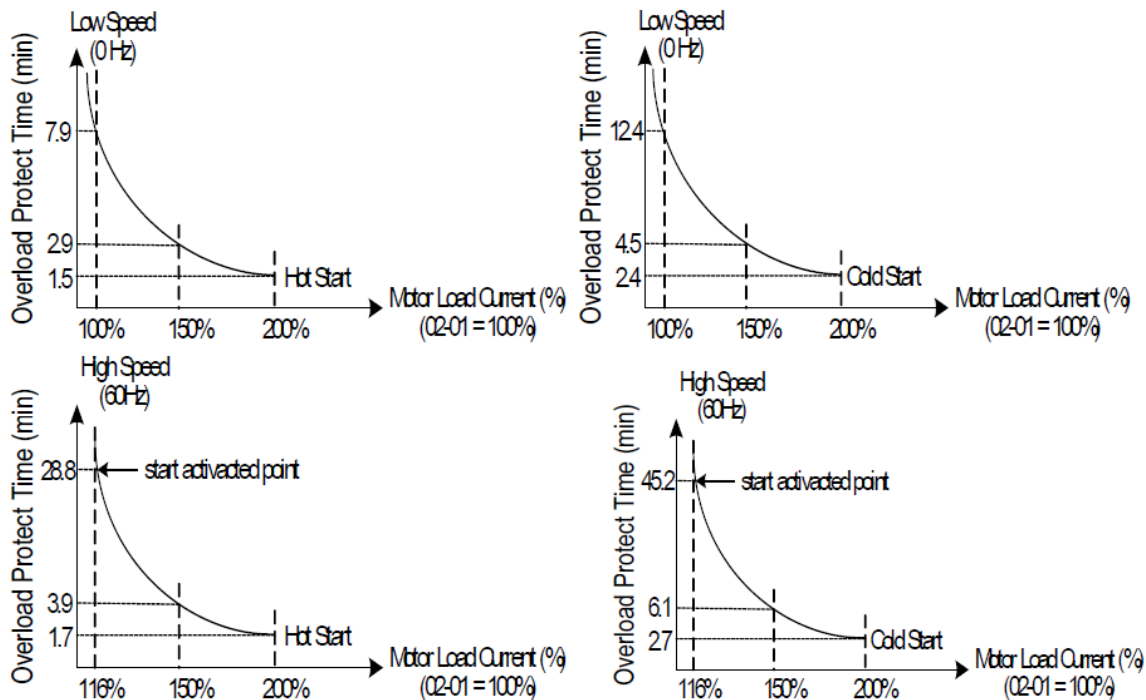 Low Speed
(0 Hz)
Overload Protect Time (min)
7.9
2.9
1.5
Hot Start
100%
150%
200%
Motor Load Current (%)
(02-01 = 100%)
Low Speed
(0 Hz)
Overload Protect Time (min)
12.4
4.5
2.4
Cold Start
100%
150%
200%
Motor Load Current (%)
(02-01 = 100%)
High Speed
(60Hz)
Overload Protect Time (min)
28.8
start activacted point
3.9
1.7
Hot Start
116%
150%
200%
Motor Load Current (%)
(02-01 = 100%)
High Speed
(60Hz)
Overload Protect Time (min)
45.2
start activacted point
6.1
2.7
Cold Start
116%
150%
200%
Motor Load Current (%)
(02-01 = 100%)